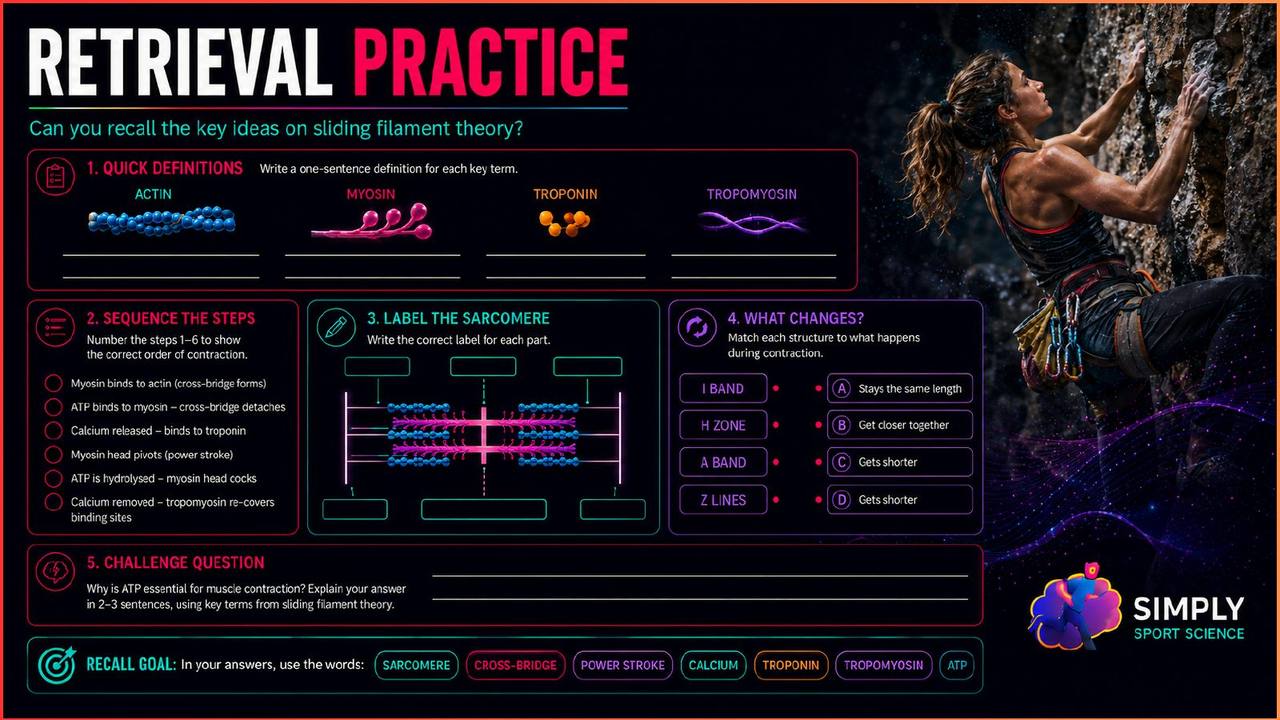 RETRIEVAL PRACTICE
Can you recall the key ideas on sliding filament theory?
1. QUICK DEFINITIONS
Write a one-sentence definition for each key term.
ACTIN
MYOSIN
TROPONIN
TROPOMYOSIN
2. SEQUENCE THE STEPS
Number the steps 1–6 to show
the correct order of contraction.
Myosin binds to actin (cross-bridge forms)
ATP binds to myosin – cross-bridge detaches
Calcium released – binds to troponin
Myosin head pivots (power stroke)
ATP is hydrolysed – myosin head cocks
Calcium removed – tropomyosin re-covers
binding sites
3. LABEL THE SARCOMERE
Write the correct label for each part.
4. WHAT CHANGES?
Match each structure to what happens
during contraction.
I BAND
A Stays the same length
H ZONE
B Get closer together
A BAND
C Gets shorter
Z LINES
D Gets shorter
5. CHALLENGE QUESTION
Why is ATP essential for muscle contraction? Explain your answer
in 2–3 sentences, using key terms from sliding filament theory.
RECALL GOAL: In your answers, use the words:
SARCOMERE
CROSS-BRIDGE
POWER STROKE
CALCIUM
TROPONIN
TROPOMYOSIN
ATP
SIMPLY
SPORT SCIENCE